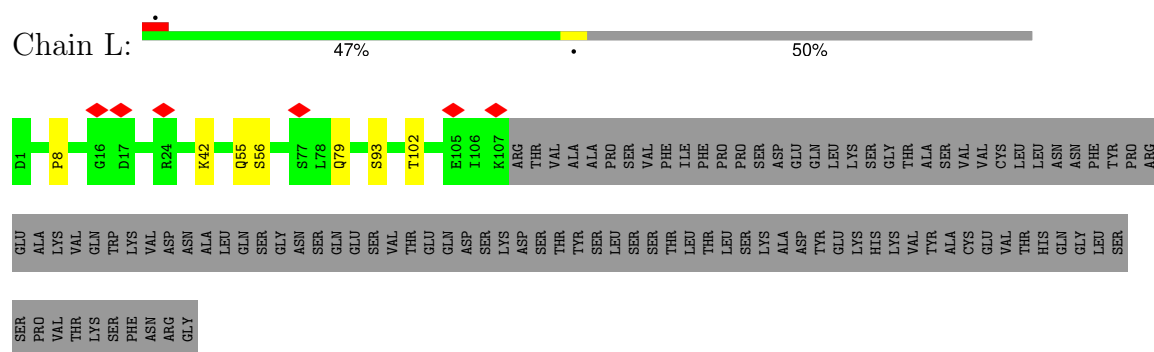 Chain L:
47% 50%
D1 P8 G16 D17 R24 K42 Q55 S56 S77 L78 Q79 S93 T102 E105 I106 K107 ARG THR VAL ALA ALA PRO SER VAL PHE ILE PHE PRO PRO SER ASP GLU GLN LEU LYS SER GLY THR ALA SER VAL VAL CYS LEU LEU ASN ASN PHE TYR PRO ARG
GLU ALA LYS VAL GLN TRP LYS VAL ASP ASN ALA LEU GLN SER GLY ASN SER GLN GLU SER VAL THR GLU GLN ASP SER LYS ASP SER THR TYR SER LEU SER SER THR LEU THR LEU SER LYS ALA ASP TYR GLU LYS HIS LYS VAL TYR ALA CYS GLU VAL THR HIS GLN GLY LEU SER
SER PRO VAL THR LYS SER PHE ASN ARG GLY